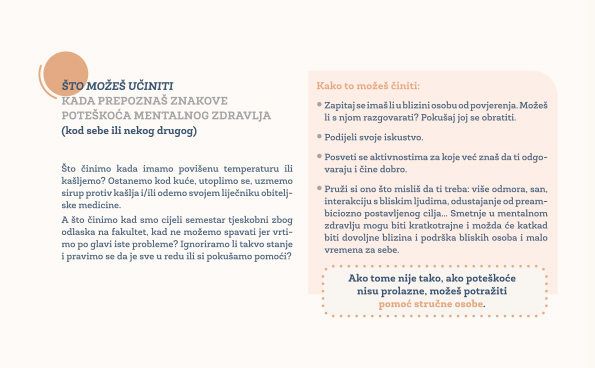 ŠTO MOŽEŠ UČINITI
KADA PREPOZNAŠ ZNAKOVE
POTEŠKOĆA MENTALNOG ZDRAVLJA
(kod sebe ili nekog drugog)
Što činimo kada imamo povišenu temperaturu ili
kašljemo? Ostanemo kod kuće, utoplimo se, uzmemo
sirup protiv kašlja i/ili odemo svojem liječniku obitelj-
ske medicine.
A što činimo kad smo cijeli semestar tjeskobni zbog
odlaska na fakultet, kad ne možemo spavati jer vrti-
mo po glavi iste probleme? Ignoriramo li takvo stanje
i pravimo se da je sve u redu ili si pokušamo pomoći?
Kako to možeš činiti:
• Zapitaj se imaš li u blizini osobu od povjerenja. Možeš
li s njom razgovarati? Pokušaj joj se obratiti.
• Podijeli svoje iskustvo.
• Posveti se aktivnostima za koje već znaš da ti odgo-
varaju i čine dobro.
• Pruži si ono što misliš da ti treba: više odmora, san,
interakciju s bliskim ljudima, odustajanje od pream-
biciozno postavljenog cilja... Smetnje u mentalnom
zdravlju mogu biti kratkotrajne i možda će katkad
biti dovoljne blizina i podrška bliskih osoba i malo
vremena za sebe.
Ako tome nije tako, ako poteškoće
nisu prolazne, možeš potražiti
pomoć stručne osobe.